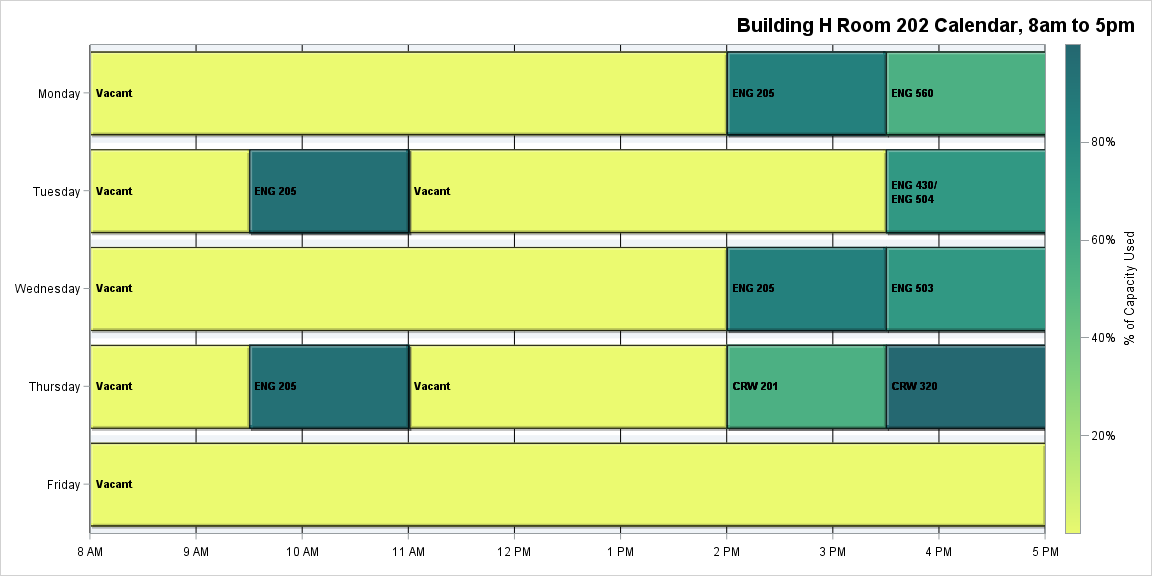 Building H Room 202 Calendar, 8am to 5pm
Monday
Vacant
ENG 205
ENG 560
Tuesday
Vacant
ENG 205
Vacant
ENG 430/
ENG 504
Wednesday
Vacant
ENG 205
ENG 503
Thursday
Vacant
ENG 205
Vacant
CRW 201
CRW 320
Friday
Vacant
8 AM
9 AM
10 AM
11 AM
12 PM
1 PM
2 PM
3 PM
4 PM
5 PM
80%
60%
40%
20%
% of Capacity Used